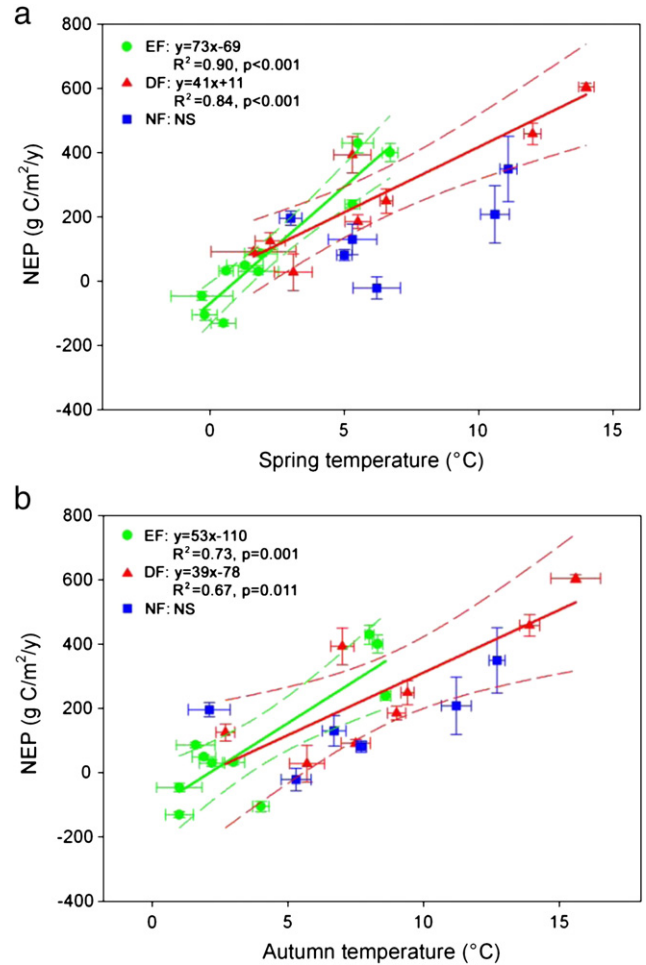 a
EF: y=73x-69
R²=0.90, p<0.001
DF: y=41x+11
R²=0.84, p<0.001
NF: NS
800
600
400
200
0
-200
-400
NEP (g C/m²/y)
0 5 10 15
Spring temperature (°C)
b
EF: y=53x-110
R²=0.73, p=0.001
DF: y=39x-78
R²=0.67, p=0.011
NF: NS
800
600
400
200
0
-200
-400
NEP (g C/m²/y)
0 5 10 15
Autumn temperature (°C)